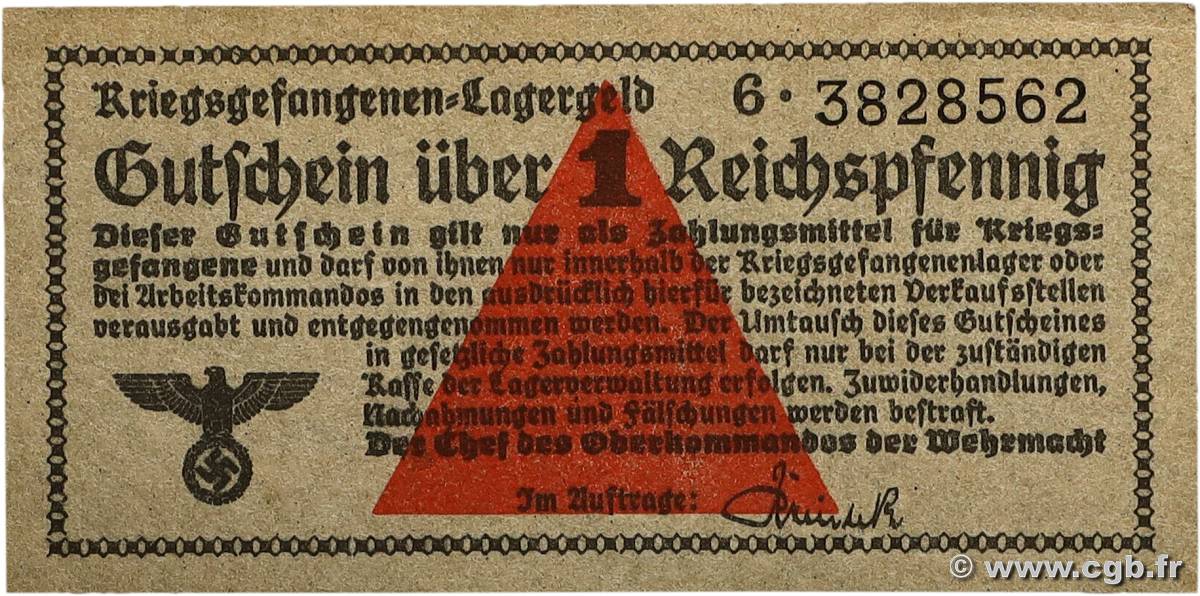 Kriegsgefangenen-Lagergeld 6 · 3828562
Gutschein über 1 Reichspfennig
Dieser Gutschein gilt nur als Zahlungsmittel für Kriegs-
gefangene und darf von ihnen nur innerhalb der Kriegsgefangenenlager oder
bei Arbeitskommandos in den ausdrücklich hierfür bezeichneten Verkaufsstellen
verausgabt und entgegengenommen werden. Der Umtausch dieses Gutscheines
in gesetzliche Zahlungsmittel darf nur bei der zuständigen
Kasse der Lagerverwaltung erfolgen. Zuwiderhandlungen,
Nachahmungen und Fälschungen werden bestraft.
Der Chef des Oberkommandos der Wehrmacht
Im Auftrage:
© www.cgb.fr